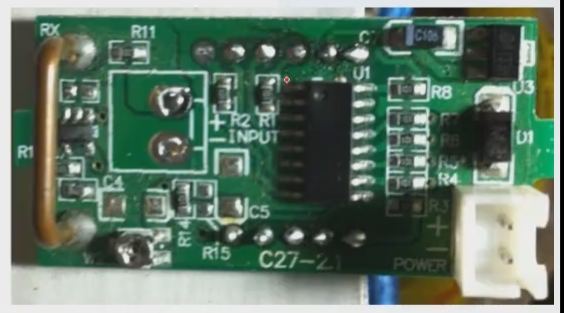 RX
R11
C106
U1
R8
U3
R2
R1
+
INPUT
−
D1
R4
C4
R14
C5
R3
R15
+
C27-21
−
POWER